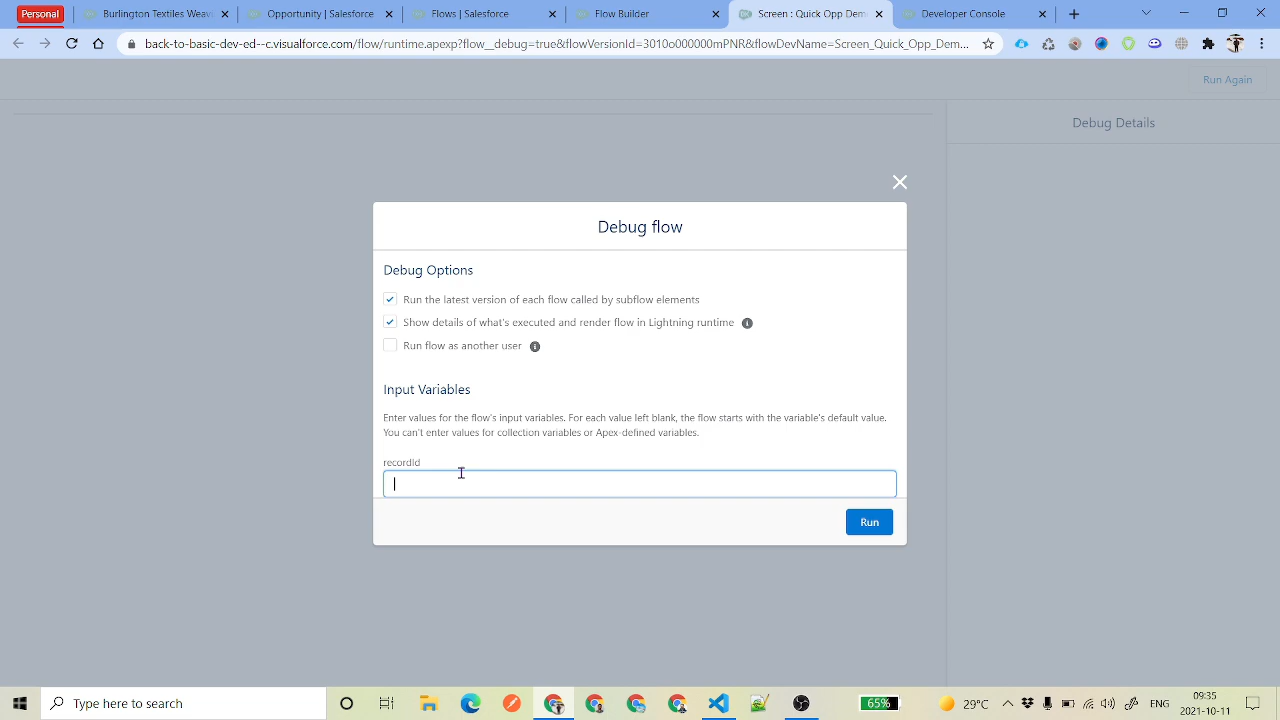 Personal
Burlington Textiles Weav
Opportunity | Salesforce
Flows | Salesforce
Flow Builder
Screen : Quick Opp Dem
Developer Console
back-to-basic-dev-ed--c.visualforce.com/flow/runtime.apexp?flow__debug=true&flowVersionId=3010o000000mPNR&flowDevName=Screen_Quick_Opp_Dem...
Run Again
Debug Details
Debug flow
Debug Options
Run the latest version of each flow called by subflow elements
Show details of what's executed and render flow in Lightning runtime
Run flow as another user
Input Variables
Enter values for the flow's input variables. For each value left blank, the flow starts with the variable's default value.
You can't enter values for collection variables or Apex-defined variables.
recordId
Run
Type here to search
65%
29°C
ENG
09:35
2021-10-11